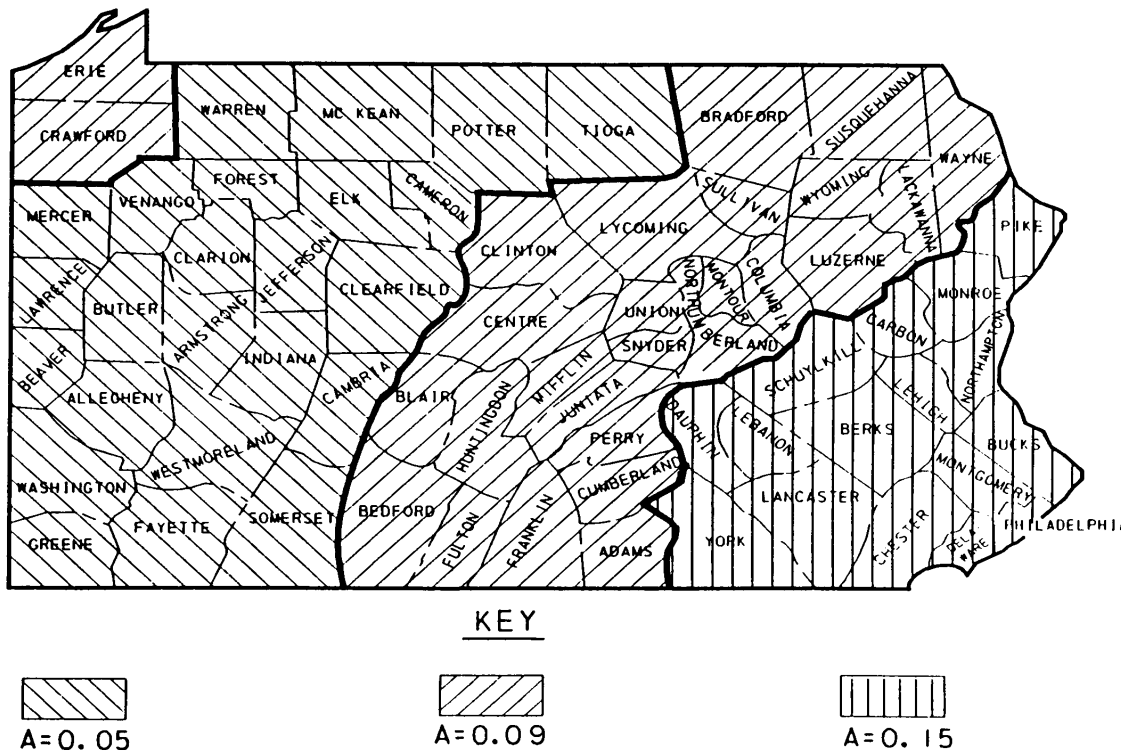 ERIE
CRAWFORD
WARREN
MC KEAN
POTTER
TIOGA
BRADFORD
SUSQUEHANNA
WAYNE
MERCER
VENANGO
FOREST
ELK
CAMERON
SULLIVAN
WYOMING
LACKAWANNA
PIKE
CLARION
JEFFERSON
CLINTON
LYCOMING
LUZERNE
MONROE
LAWRENCE
BUTLER
ARMSTRONG
CLEARFIELD
CENTRE
UNION
NORTHUMBERLAND
MONTOUR
COLUMBIA
CARBON
NORTHAMPTON
BEAVER
ALLEGHENY
INDIANA
CAMBRIA
BLAIR
HUNTINGDON
MIFFLIN
JUNIATA
SNYDER
SCHUYLKILL
LEHIGH
WASHINGTON
WESTMORELAND
PERRY
CUMBERLAND
DAUPHIN
LEBANON
BERKS
BUCKS
MONTGOMERY
GREENE
FAYETTE
SOMERSET
BEDFORD
FULTON
FRANKLIN
ADAMS
YORK
LANCASTER
CHESTER
DELA
WARE
PHILADELPHIA
KEY
A=0.05
A=0.09
A=0.15